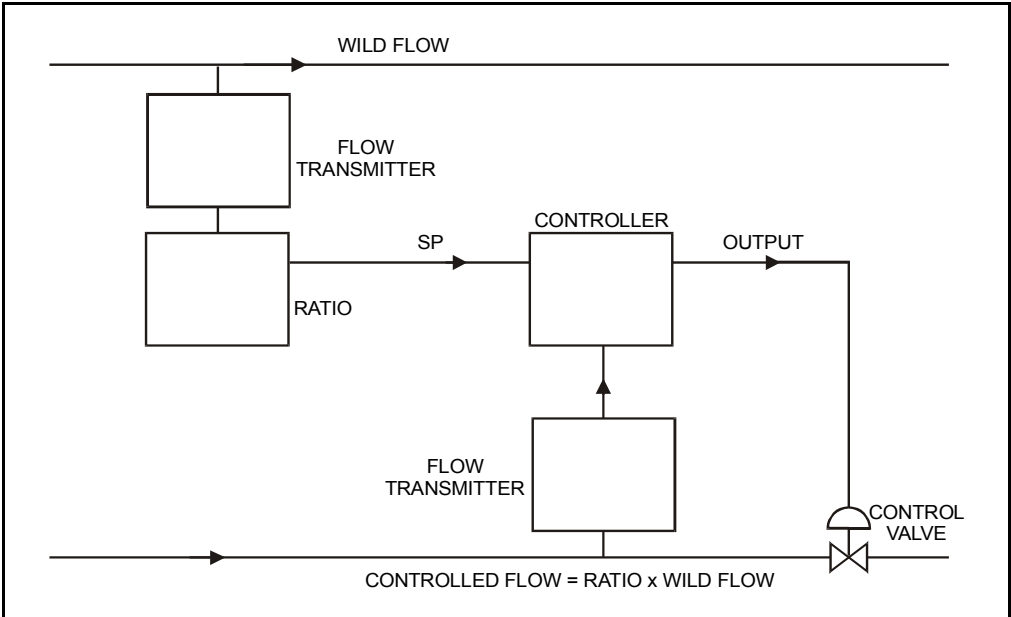 WILD FLOW
FLOW
TRANSMITTER
CONTROLLER
SP
OUTPUT
RATIO
FLOW
TRANSMITTER
CONTROL
VALVE
CONTROLLED FLOW = RATIO x WILD FLOW